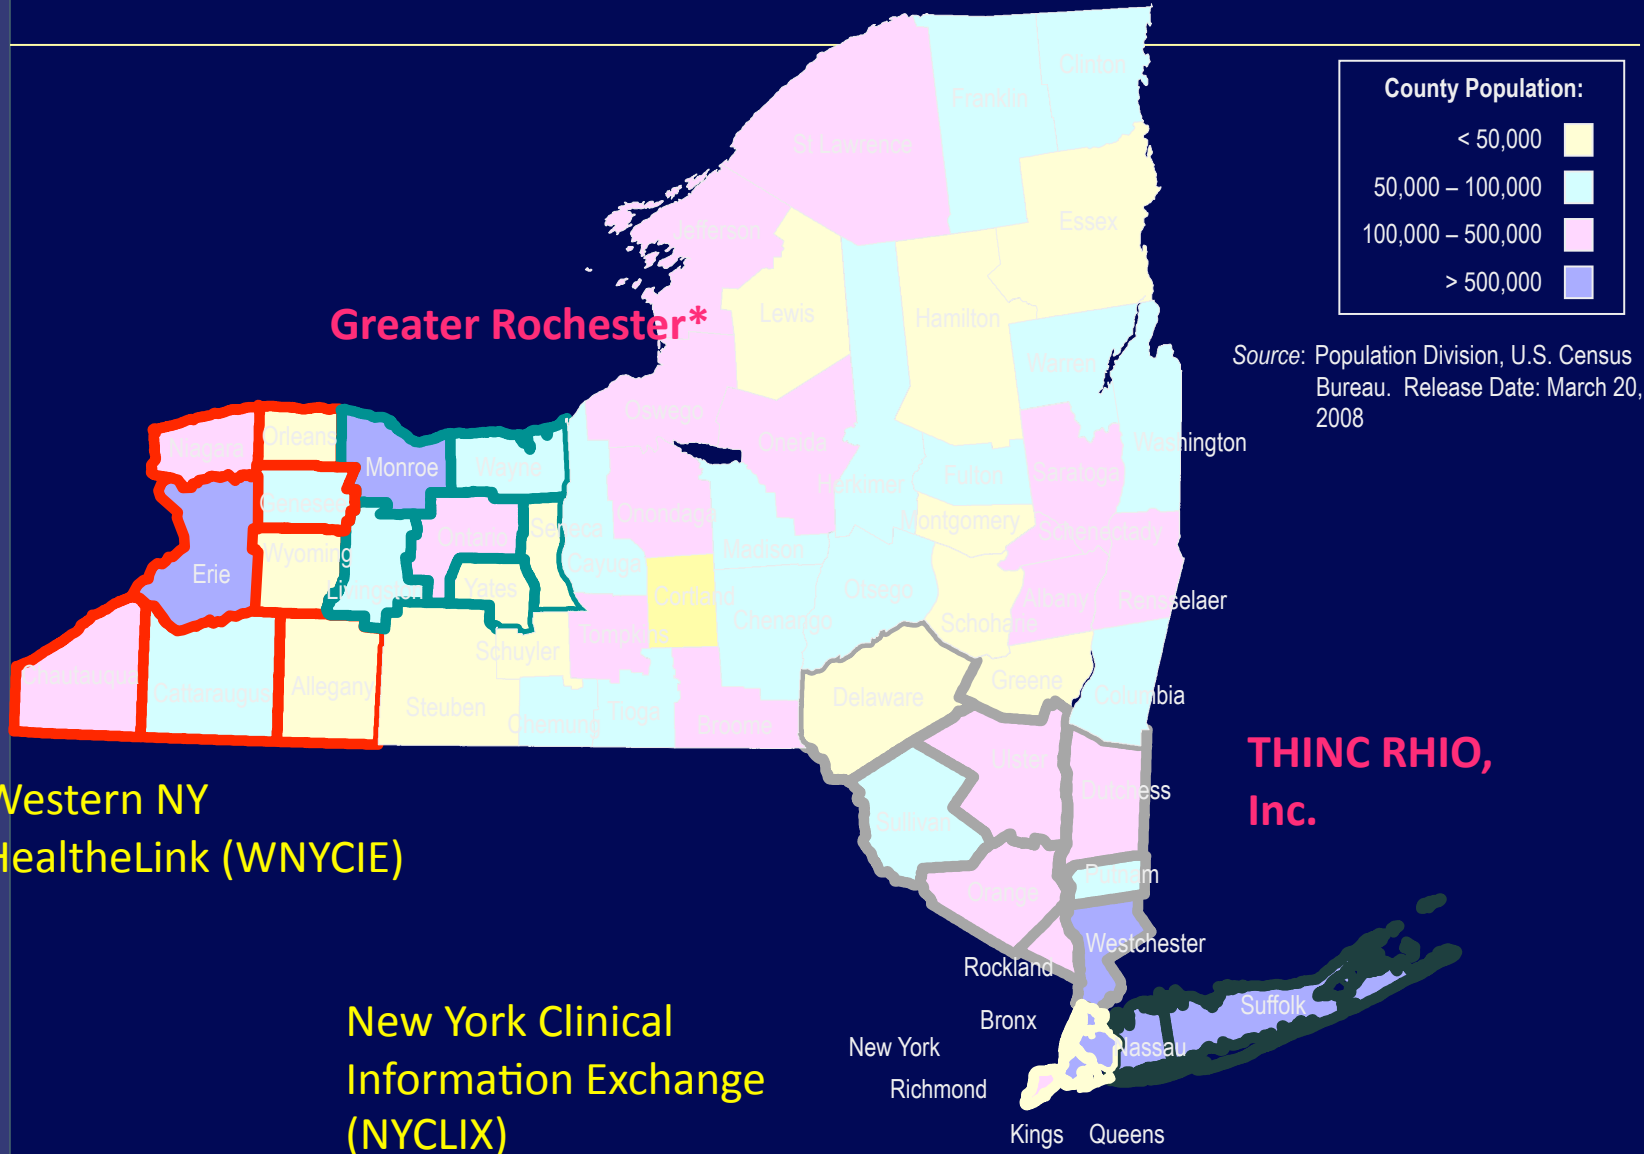 County Population:
< 50,000
50,000 – 100,000
100,000 – 500,000
> 500,000
Source: Population Division, U.S. Census
Bureau. Release Date: March 20,
2008
Clinton
Franklin
St Lawrence
Essex
Jefferson
Lewis
Hamilton
Greater Rochester*
Warren
Oswego
Oneida
Washington
Niagara
Orleans
Monroe
Wayne
Herkimer
Fulton
Saratoga
Genesee
Onondaga
Montgomery
Ontario
Seneca
Schenectady
Wyoming
Madison
Cayuga
Erie
Livingston
Yates
Cortland
Otsego
Albany
Rensselaer
Chenango
Schoharie
Tompkins
Schuyler
Chautauqua
Cattaraugus
Allegany
Steuben
Chemung
Tioga
Broome
Delaware
Greene
Columbia
Ulster
THINC RHIO,
Inc.
Dutchess
Western NY
HealtheLink (WNYCIE)
Sullivan
Putnam
Orange
Westchester
Rockland
Suffolk
Bronx
New York Clinical
Information Exchange
(NYCLIX)
New York
Nassau
Richmond
Kings
Queens